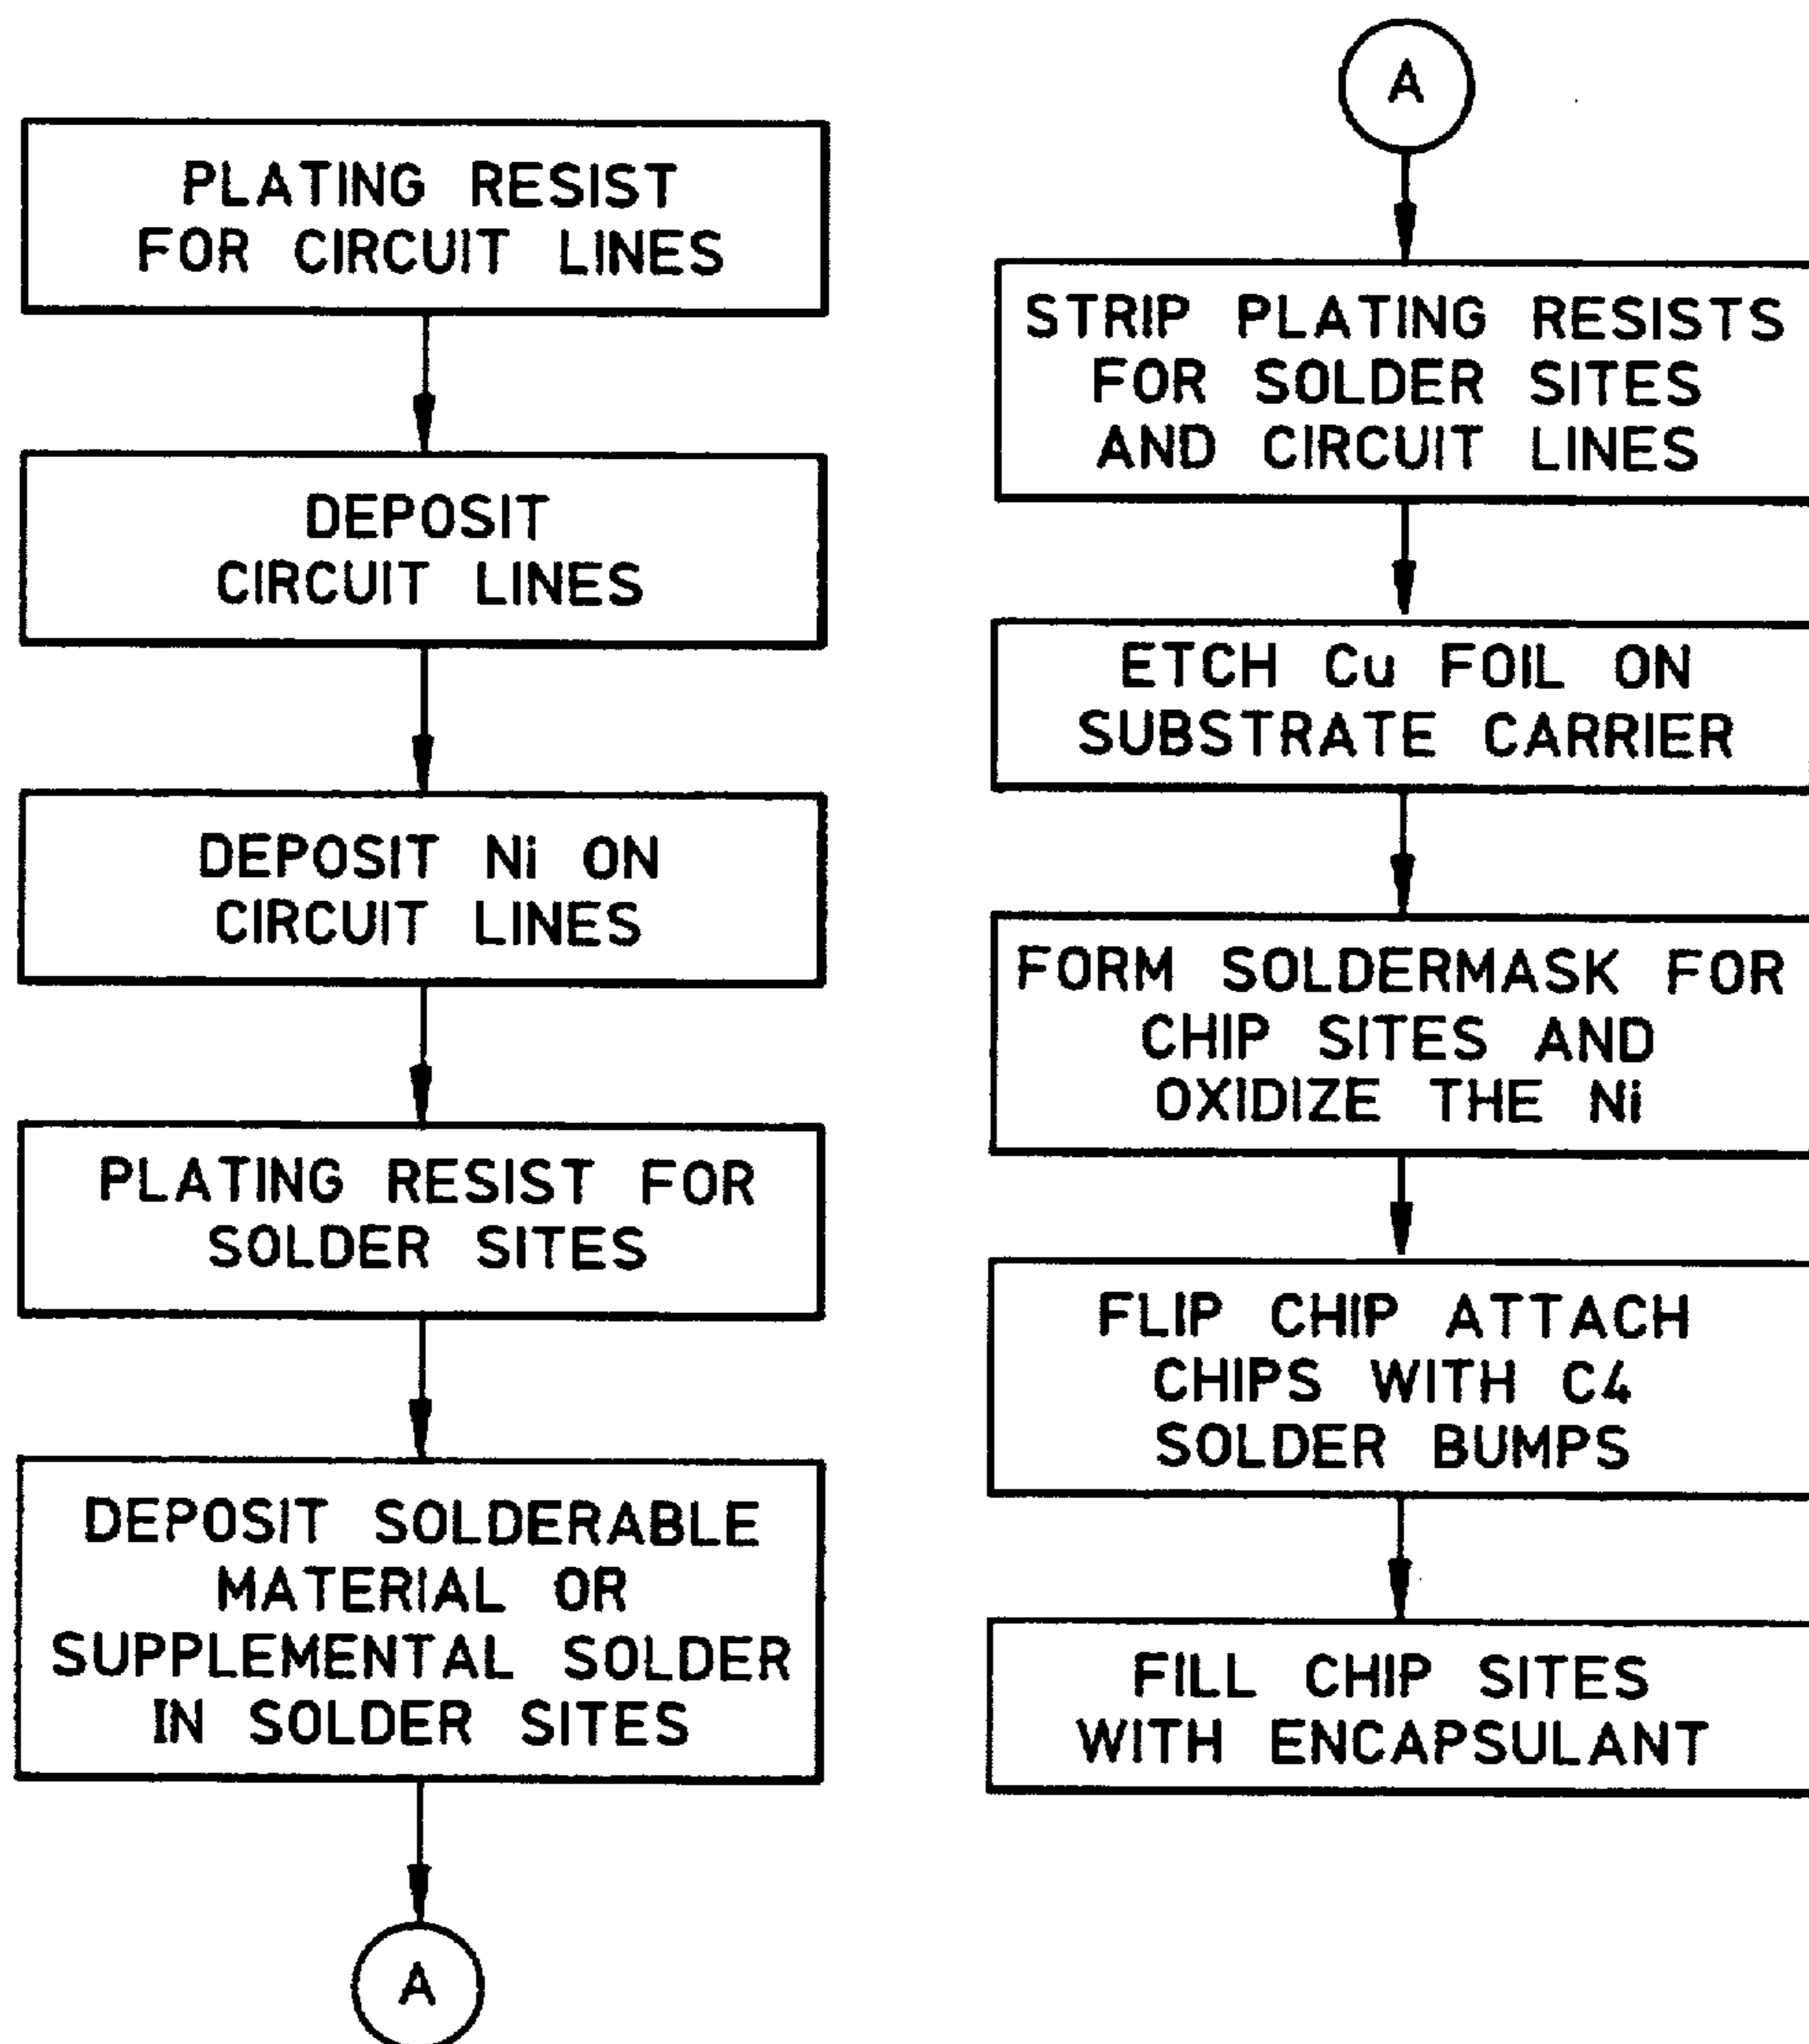 PLATING RESIST
FOR CIRCUIT LINES
DEPOSIT
CIRCUIT LINES
DEPOSIT Ni ON
CIRCUIT LINES
PLATING RESIST FOR
SOLDER SITES
DEPOSIT SOLDERABLE
MATERIAL OR
SUPPLEMENTAL SOLDER
IN SOLDER SITES
A
A
STRIP PLATING RESISTS
FOR SOLDER SITES
AND CIRCUIT LINES
ETCH Cu FOIL ON
SUBSTRATE CARRIER
FORM SOLDERMASK FOR
CHIP SITES AND
OXIDIZE THE Ni
FLIP CHIP ATTACH
CHIPS WITH C4
SOLDER BUMPS
FILL CHIP SITES
WITH ENCAPSULANT